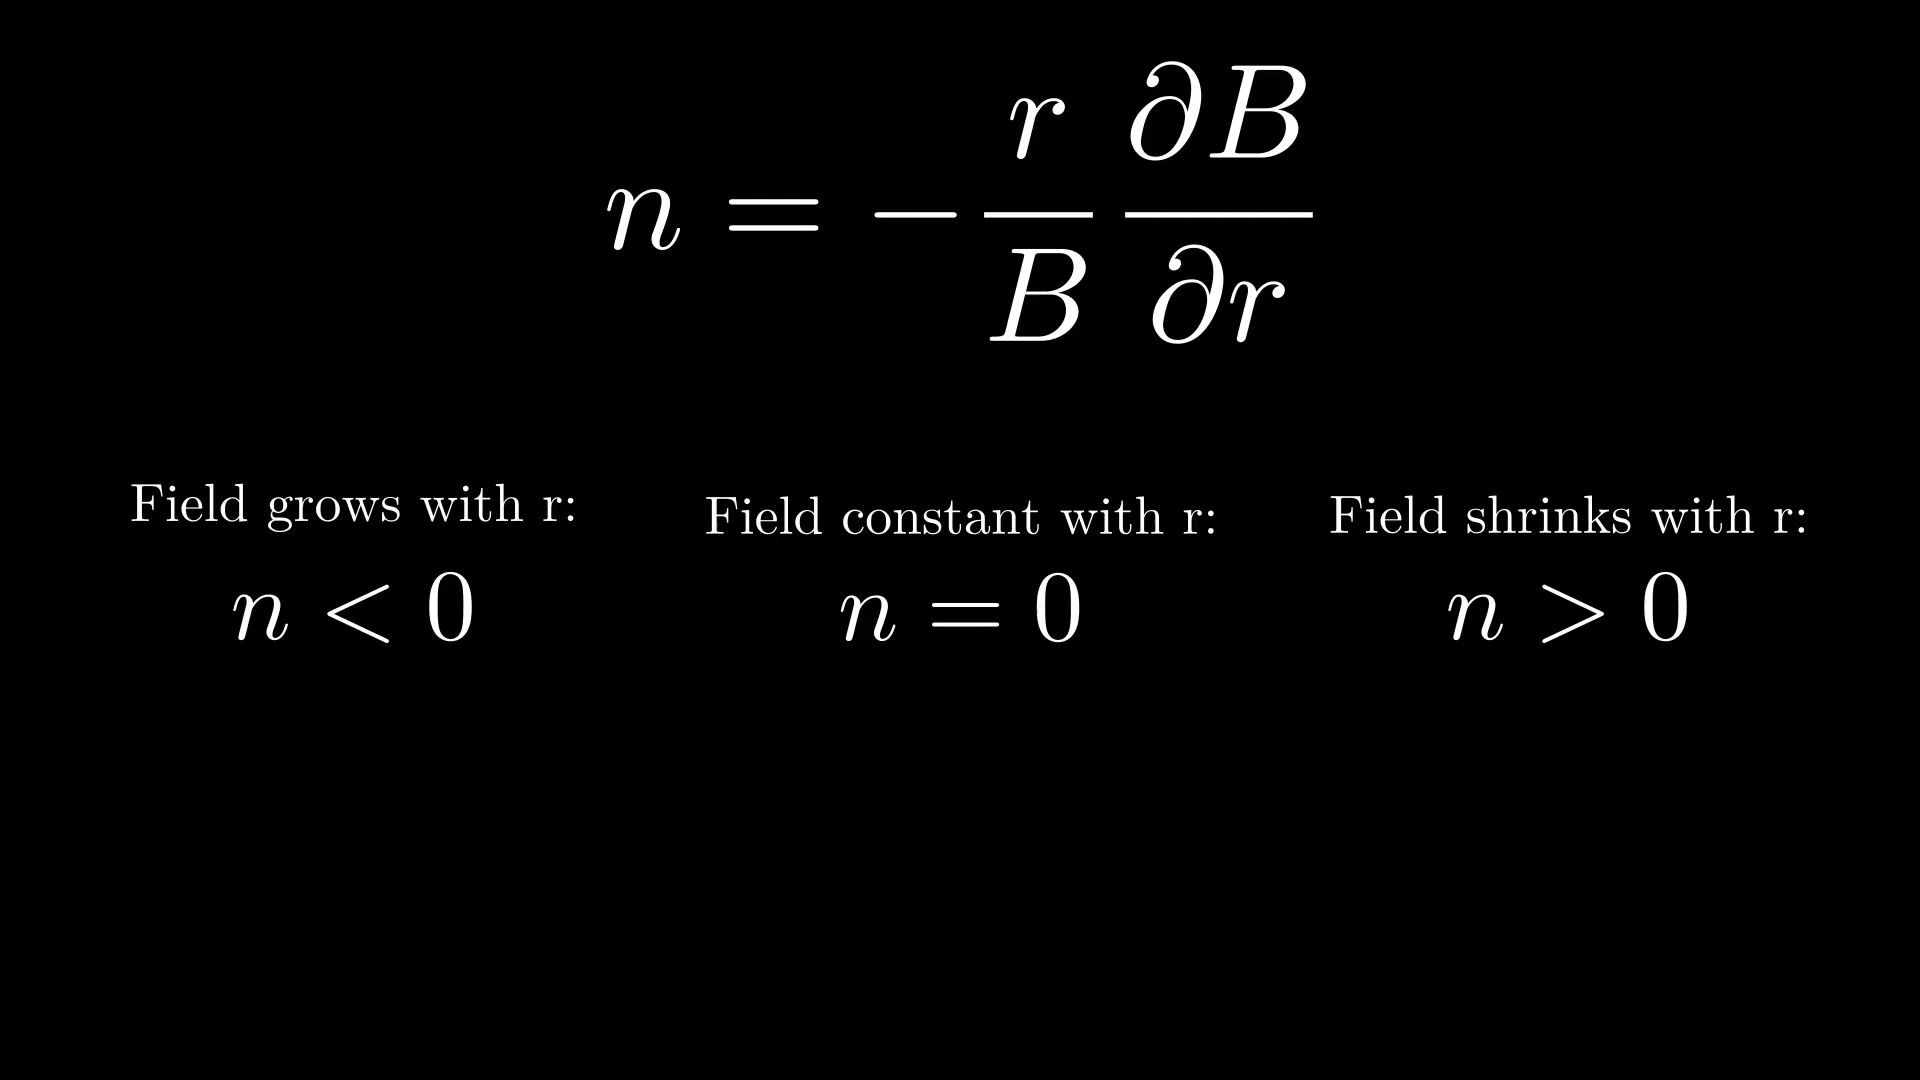 n ≡ − r/B ∂B/∂r
Field grows with r:
Field constant with r:
Field shrinks with r:
n < 0
n = 0
n > 0